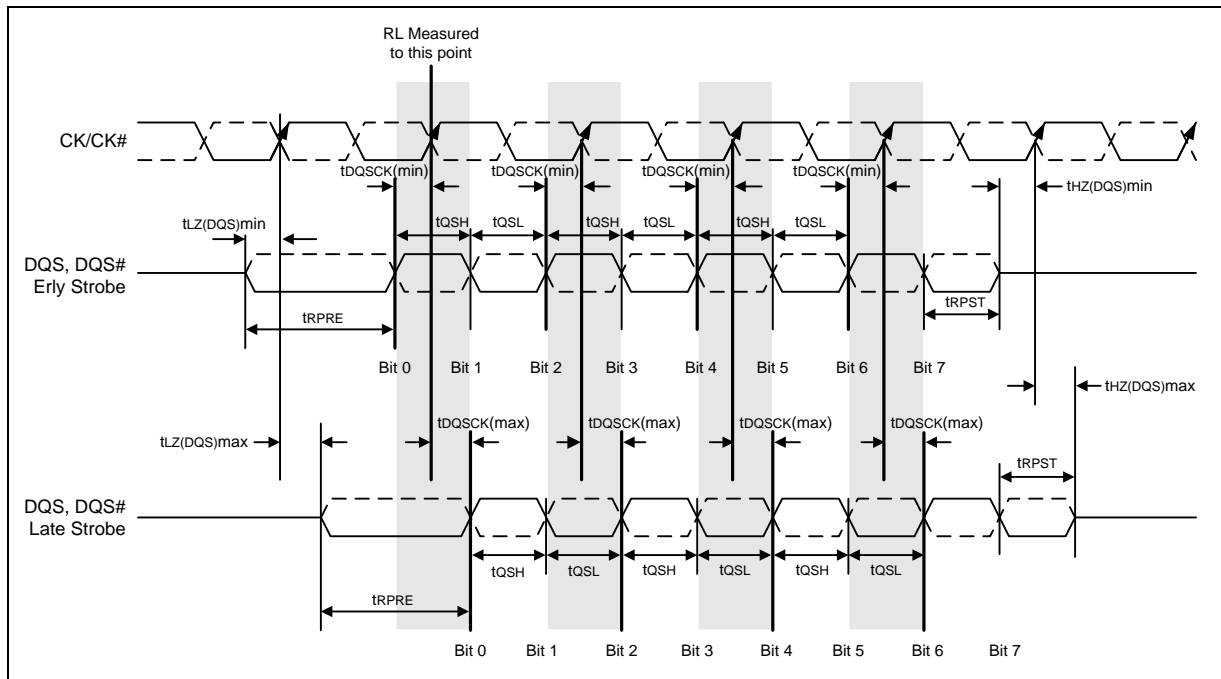 RL Measured
to this point
CK/CK#
tDQSCK(min) tDQSCK(min) tDQSCK(min) tDQSCK(min)
tHZ(DQS)min
tLZ(DQS)min
tQSH tQSL tQSH tQSL tQSH tQSL
DQS, DQS#
Erly Strobe
tRPRE
tRPST
Bit 0 Bit 1 Bit 2 Bit 3 Bit 4 Bit 5 Bit 6 Bit 7
tHZ(DQS)max
tDQSCK(max) tDQSCK(max) tDQSCK(max) tDQSCK(max)
tLZ(DQS)max
tRPST
DQS, DQS#
Late Strobe
tQSH tQSL tQSH tQSL tQSH tQSL
tRPRE
Bit 0 Bit 1 Bit 2 Bit 3 Bit 4 Bit 5 Bit 6 Bit 7